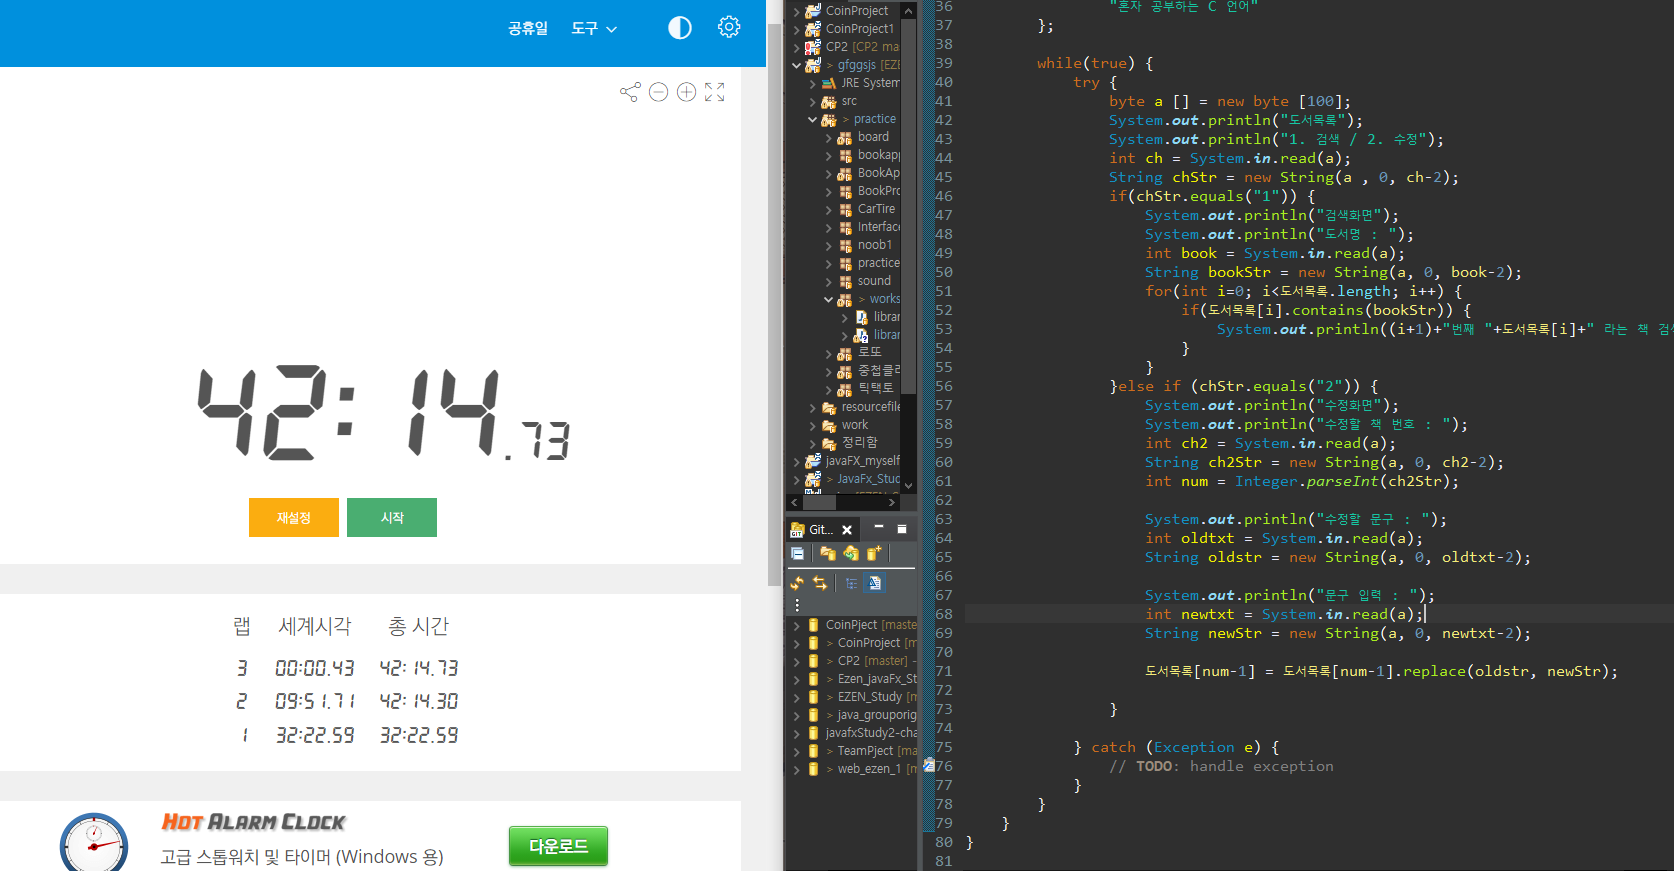 공휴일 도구
42:14.73
재설정 시작
랩 세계시각 총 시간
3 00:00.43 42:14.73
2 09:51.71 42:14.30
1 32:22.59 32:22.59
HOT ALARM CLOCK
고급 스톱워치 및 타이머 (Windows 용)
다운로드
CoinProject
CoinProject1
CP2 [CP2 ma
> gfggsjs [EZE
JRE System
src
> practice
board
bookapp
BookAp
BookPro
CarTire
Interface
noob1
practice
sound
> works
librar
librar
로또
중첩클래
틱택토
resourcefile
work
정리함
javaFX_myself
> JavaFx_Stud
Git...
CoinPject [maste
> CoinProject [m
> CP2 [master] -
> Ezen_javaFx_St
> EZEN_Study [m
> java_grouporig
javafxStudy2-cha
> TeamPject [ma
> web_ezen_1 [m
36 "혼자 공부하는 C 언어"
37 };
38
39 while(true) {
40 try {
41 byte a [] = new byte [100];
42 System.out.println("도서목록");
43 System.out.println("1. 검색 / 2. 수정");
44 int ch = System.in.read(a);
45 String chStr = new String(a , 0, ch-2);
46 if(chStr.equals("1")) {
47 System.out.println("검색화면");
48 System.out.println("도서명 : ");
49 int book = System.in.read(a);
50 String bookStr = new String(a, 0, book-2);
51 for(int i=0; i<도서목록.length; i++) {
52 if(도서목록[i].contains(bookStr)) {
53 System.out.println((i+1)+"번째 "+도서목록[i]+" 라는 책 검색
54 }
55 }
56 }else if (chStr.equals("2")) {
57 System.out.println("수정화면");
58 System.out.println("수정할 책 번호 : ");
59 int ch2 = System.in.read(a);
60 String ch2Str = new String(a, 0, ch2-2);
61 int num = Integer.parseInt(ch2Str);
62
63 System.out.println("수정할 문구 : ");
64 int oldtxt = System.in.read(a);
65 String oldstr = new String(a, 0, oldtxt-2);
66
67 System.out.println("문구 입력 : ");
68 int newtxt = System.in.read(a);
69 String newStr = new String(a, 0, newtxt-2);
70
71 도서목록[num-1] = 도서목록[num-1].replace(oldstr, newStr);
72
73 }
74
75 } catch (Exception e) {
76 // TODO: handle exception
77 }
78 }
79 }
80 }
81